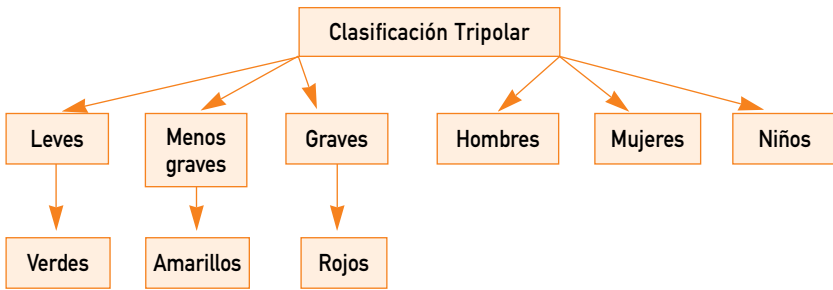 Clasificación Tripolar
Leves
Menos
graves
Graves
Hombres
Mujeres
Niños
Verdes
Amarillos
Rojos